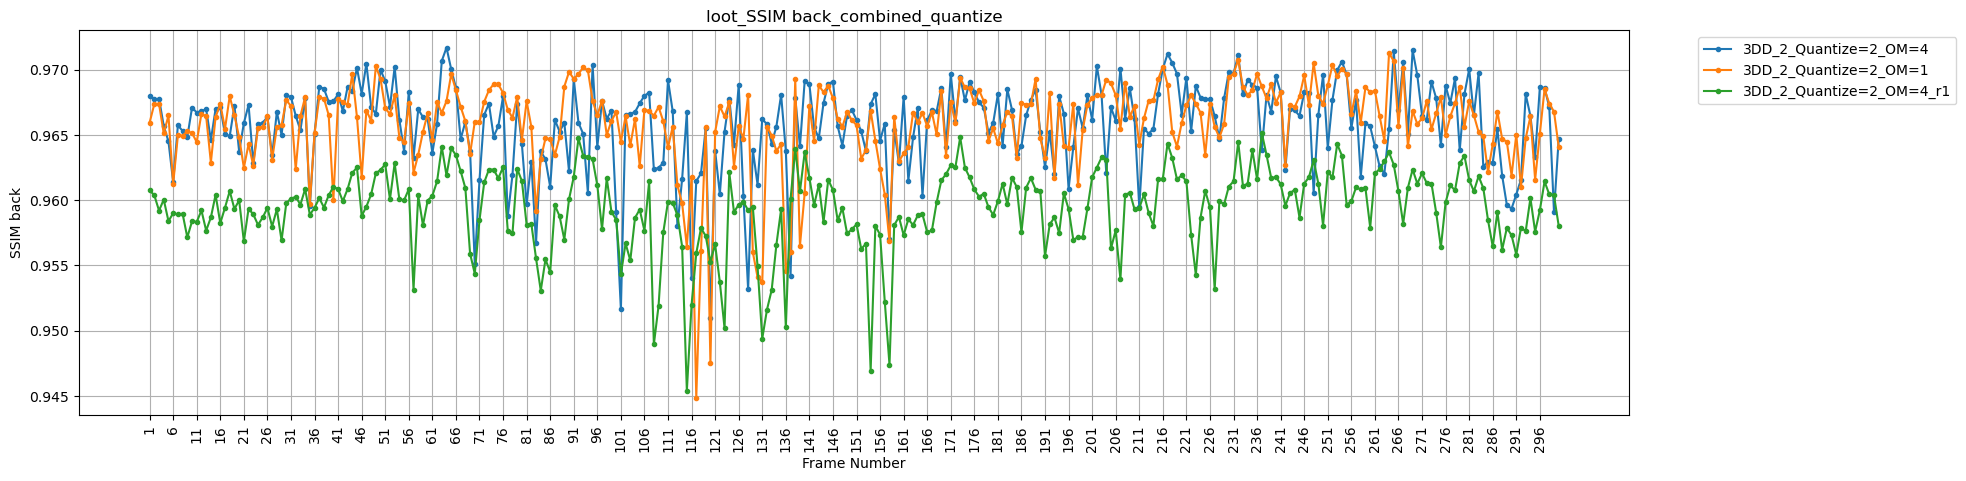 loot_SSIM back_combined_quantize
3DD_2_Quantize=2_OM=4
3DD_2_Quantize=2_OM=1
3DD_2_Quantize=2_OM=4_r1
SSIM back
0.970
0.965
0.960
0.955
0.950
0.945
1 6 11 16 21 26 31 36 41 46 51 56 61 66 71 76 81 86 91 96 101 106 111 116 121 126 131 136 141 146 151 156 161 166 171 176 181 186 191 196 201 206 211 216 221 226 231 236 241 246 251 256 261 266 271 276 281 286 291 296
Frame Number